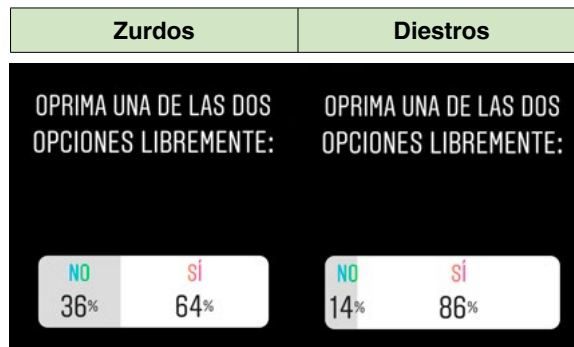 Zurdos
Diestros
OPRIMA UNA DE LAS DOS
OPCIONES LIBREMENTE:
NO
SÍ
36%
64%
OPRIMA UNA DE LAS DOS
OPCIONES LIBREMENTE:
NO
SÍ
14%
86%